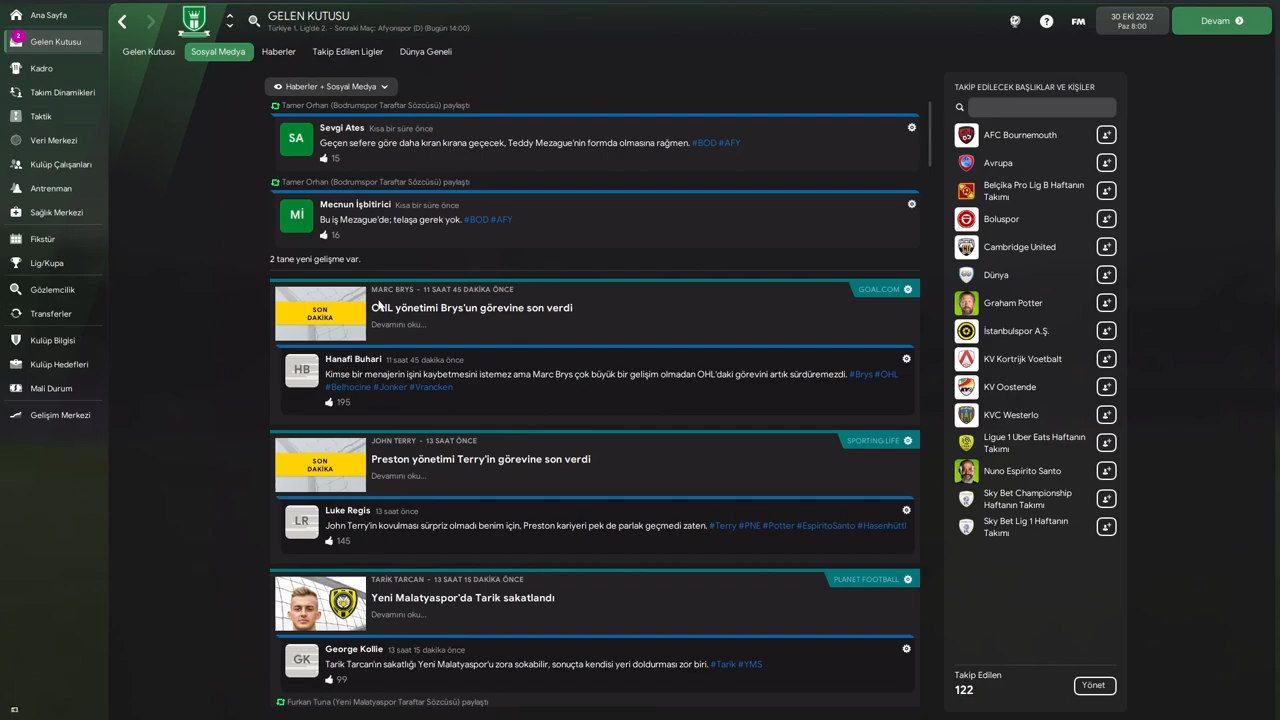 Ana Sayfa
2
Gelen Kutusu
Kadro
Takım Dinamikleri
Taktik
Veri Merkezi
Kulüp Çalışanları
Antrenman
Sağlık Merkezi
Fikstür
Lig/Kupa
Gözlemcilik
Transferler
Kulüp Bilgisi
Kulüp Hedefleri
Mali Durum
Gelişim Merkezi
GELEN KUTUSU
Türkiye 1. Lig'de 2. - Sonraki Maç: Afyonspor (D) (Bugün 14:00)
?
FM
30 EKİ 2022
Paz 8:00
Devam
Gelen Kutusu
Sosyal Medya
Haberler
Takip Edilen Ligler
Dünya Geneli
Haberler + Sosyal Medya
Tamer Orhan (Bodrumspor Taraftar Sözcüsü) paylaştı
SA
Sevgi Ates Kısa bir süre önce
Geçen sefere göre daha kıran kırana geçecek, Teddy Mezague'nin formda olmasına rağmen. #BOD #AFY
15
Tamer Orhan (Bodrumspor Taraftar Sözcüsü) paylaştı
Mİ
Mecnun İşbitirici Kısa bir süre önce
Bu iş Mezague'de; telaşa gerek yok. #BOD #AFY
16
2 tane yeni gelişme var.
MARC BRYS - 11 SAAT 45 DAKİKA ÖNCE
GOAL.COM
SON
DAKİKA
OHL yönetimi Brys'un görevine son verdi
Devamını oku...
HB
Hanafi Buhari 11 saat 45 dakika önce
Kimse bir menajerin işini kaybetmesini istemez ama Marc Brys çok büyük bir gelişim olmadan OHL'daki görevini artık sürdüremezdi. #Brys #OHL
#Belhocine #Jonker #Vrancken
195
JOHN TERRY - 13 SAAT ÖNCE
SPORTING LIFE
SON
DAKİKA
Preston yönetimi Terry'in görevine son verdi
Devamını oku...
LR
Luke Regis 13 saat önce
John Terry'in kovulması sürpriz olmadı benim için, Preston kariyeri pek de parlak geçmedi zaten. #Terry #PNE #Potter #EspiritoSanto #Hasenhüttl
145
TARİK TARCAN - 13 SAAT 15 DAKİKA ÖNCE
PLANET FOOTBALL
Yeni Malatyaspor'da Tarik sakatlandı
Devamını oku...
GK
George Kollie 13 saat 15 dakika önce
Tarik Tarcan'ın sakatlığı Yeni Malatyaspor'u zora sokabilir, sonuçta kendisi yeri doldurması zor biri. #Tarik #YMS
99
Furkan Tuna (Yeni Malatyaspor Taraftar Sözcüsü) paylaştı
TAKİP EDİLECEK BAŞLIKLAR VE KİŞİLER
AFC Bournemouth
Avrupa
Belçika Pro Lig B Haftanın
Takımı
Boluspor
Cambridge United
Dünya
Graham Potter
İstanbulspor A.Ş.
KV Kortrijk Voetbalt
KV Oostende
KVC Westerlo
Ligue 1 Uber Eats Haftanın
Takımı
Nuno Espírito Santo
Sky Bet Championship
Haftanın Takımı
Sky Bet Lig 1 Haftanın
Takımı
Takip Edilen
122
Yönet